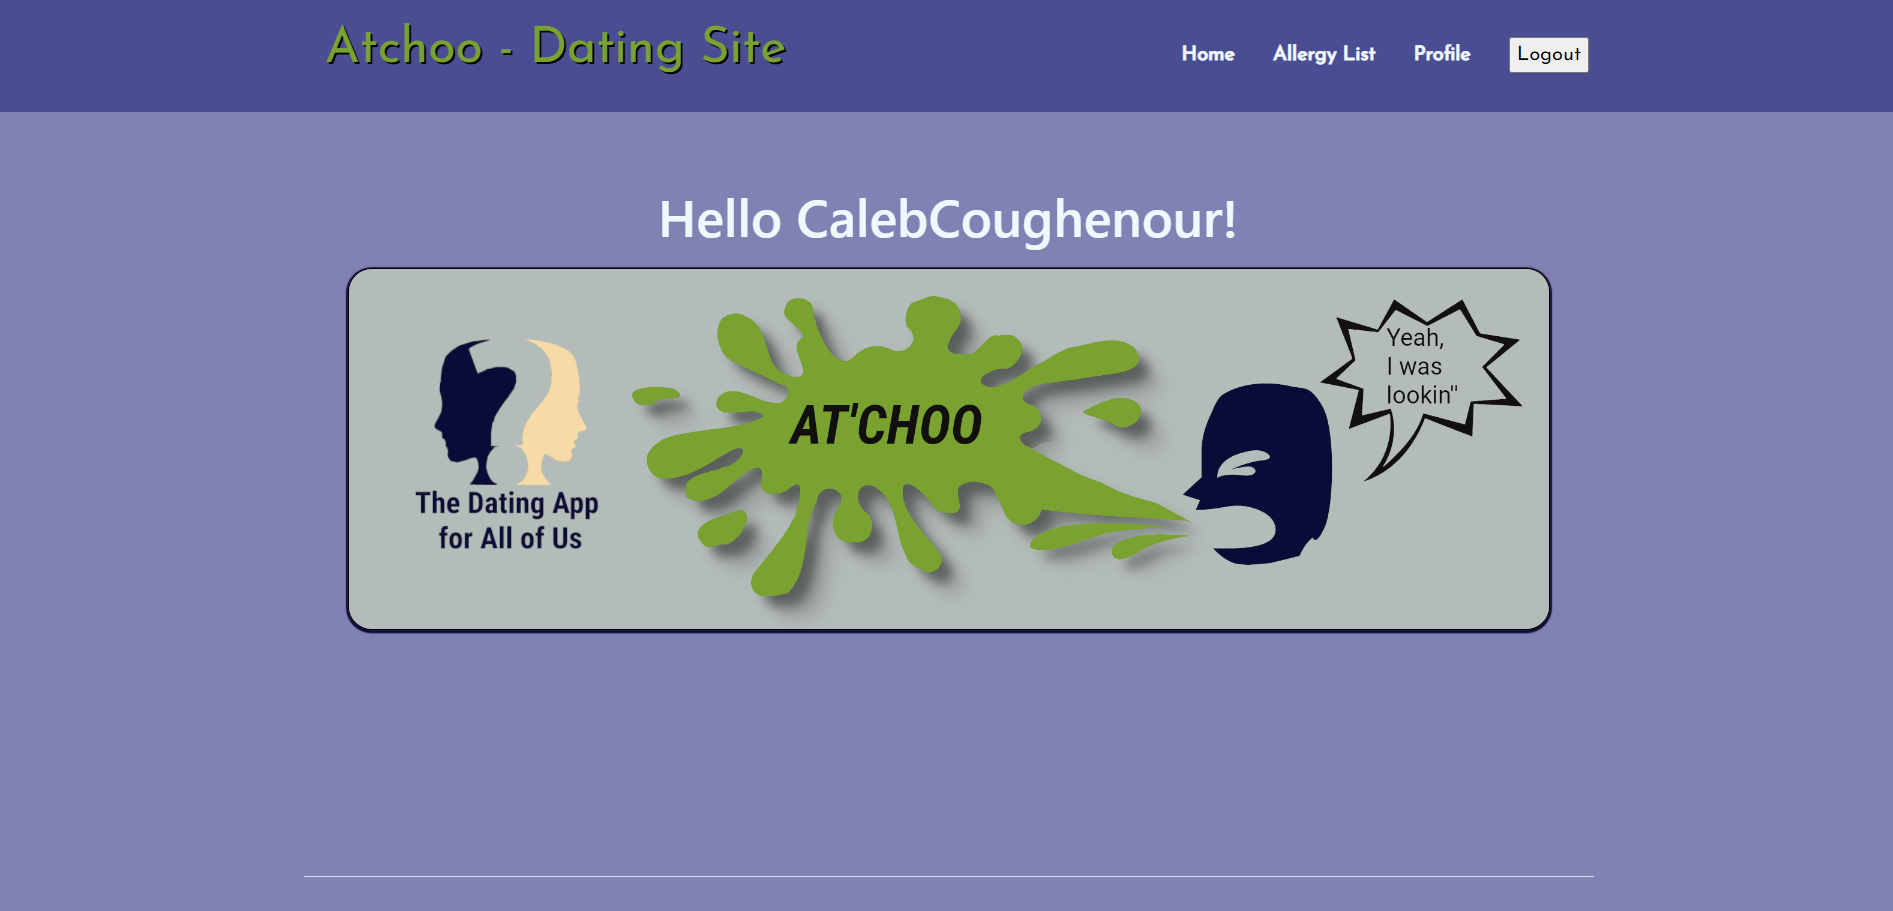 Atchoo - Dating Site
Home
Allergy List
Profile
Logout
Hello CalebCoughenour!
The Dating App
for All of Us
AT'CHOO
Yeah,
I was
lookin"